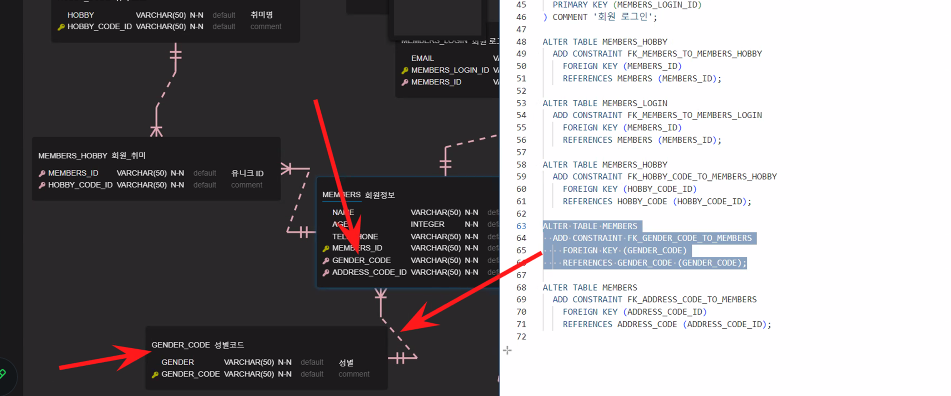 HOBBY VARCHAR(50) N-N default 취미명
HOBBY_CODE_ID VARCHAR(50) N-N default comment
MEMBERS_LOGIN 회원 로
EMAIL VA
MEMBERS_LOGIN_ID VA
MEMBERS_ID VA
MEMBERS_HOBBY 회원_취미
MEMBERS_ID VARCHAR(50) N-N default 유니크 ID
HOBBY_CODE_ID VARCHAR(50) N-N default comment
MEMBERS 회원정보
NAME VARCHAR(50) N-N def
AGE INTEGER N-N def
VARCHAR(50) N-N def
MEMBERS_ID VARCHAR(50) N-N def
GENDER_CODE VARCHAR(50) N-N def
ADDRESS_CODE_ID VARCHAR(50) N-N def
GENDER_CODE 성별코드
GENDER VARCHAR(50) N-N default 성별
GENDER_CODE VARCHAR(50) N-N default comment
45 PRIMARY KEY (MEMBERS_LOGIN_ID)
46 ) COMMENT '회원 로그인';
47
48 ALTER TABLE MEMBERS_HOBBY
49 ADD CONSTRAINT FK_MEMBERS_TO_MEMBERS_HOBBY
50 FOREIGN KEY (MEMBERS_ID)
51 REFERENCES MEMBERS (MEMBERS_ID);
52
53 ALTER TABLE MEMBERS_LOGIN
54 ADD CONSTRAINT FK_MEMBERS_TO_MEMBERS_LOGIN
55 FOREIGN KEY (MEMBERS_ID)
56 REFERENCES MEMBERS (MEMBERS_ID);
57
58 ALTER TABLE MEMBERS_HOBBY
59 ADD CONSTRAINT FK_HOBBY_CODE_TO_MEMBERS_HOBBY
60 FOREIGN KEY (HOBBY_CODE_ID)
61 REFERENCES HOBBY_CODE (HOBBY_CODE_ID);
62
63 ALTER TABLE MEMBERS
64 ADD CONSTRAINT FK_GENDER_CODE_TO_MEMBERS
65 FOREIGN KEY (GENDER_CODE)
REFERENCES GENDER_CODE (GENDER_CODE);
67
68 ALTER TABLE MEMBERS
69 ADD CONSTRAINT FK_ADDRESS_CODE_TO_MEMBERS
70 FOREIGN KEY (ADDRESS_CODE_ID)
71 REFERENCES ADDRESS_CODE (ADDRESS_CODE_ID);
72